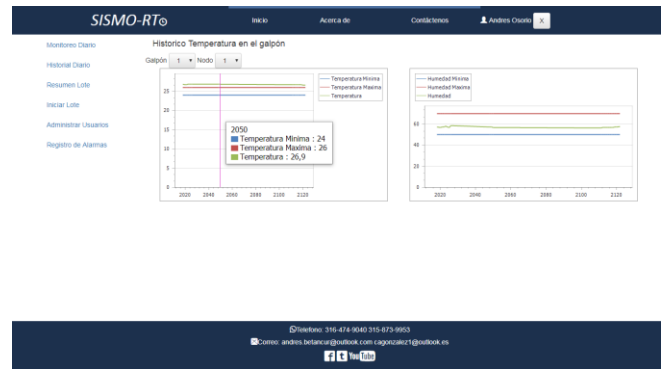 SISMO-RT
Inicio
Acerca de
Contáctenos
Andres Osorio
X
Monitoreo Diario
Historial Diario
Resumen Lote
Iniciar Lote
Administrar Usuarios
Registro de Alarmas
Historico Temperatura en el galpón
Galpón 1 Nodo 1
Temperatura Minima
Temperatura Maxima
Temperatura
25
20
15
10
5
0
2020 2040 2060 2080 2100 2120
2050
Temperatura Minima : 24
Temperatura Maxima : 26
Temperatura : 26,9
Humedad Minima
Humedad Maxima
Humedad
60
40
20
0
2020 2040 2060 2080 2100 2120
Telefono: 316-474-9040 315-873-9953
Correo: andres.betancur@outlook.com cagonzalez1@outlook.es
f t You Tube